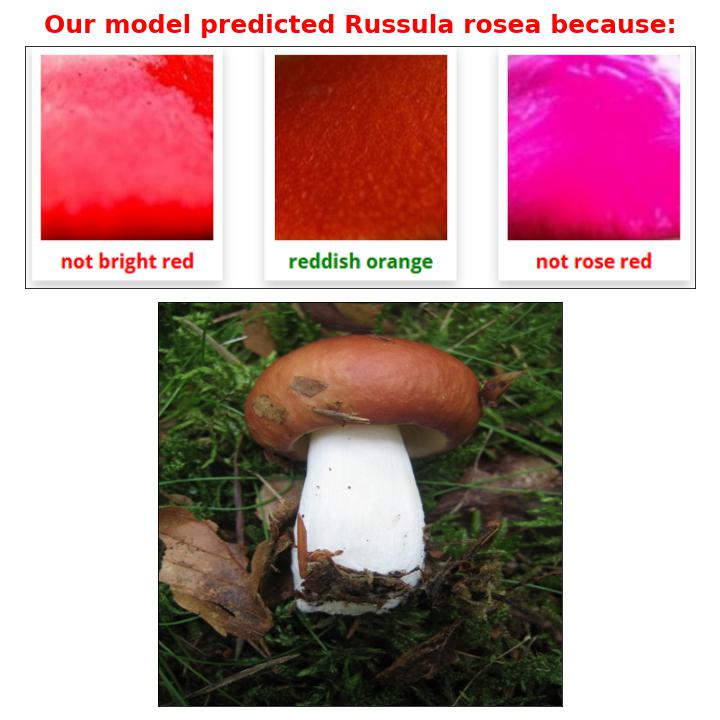 Our model predicted Russula rosea because:
not bright red
reddish orange
not rose red